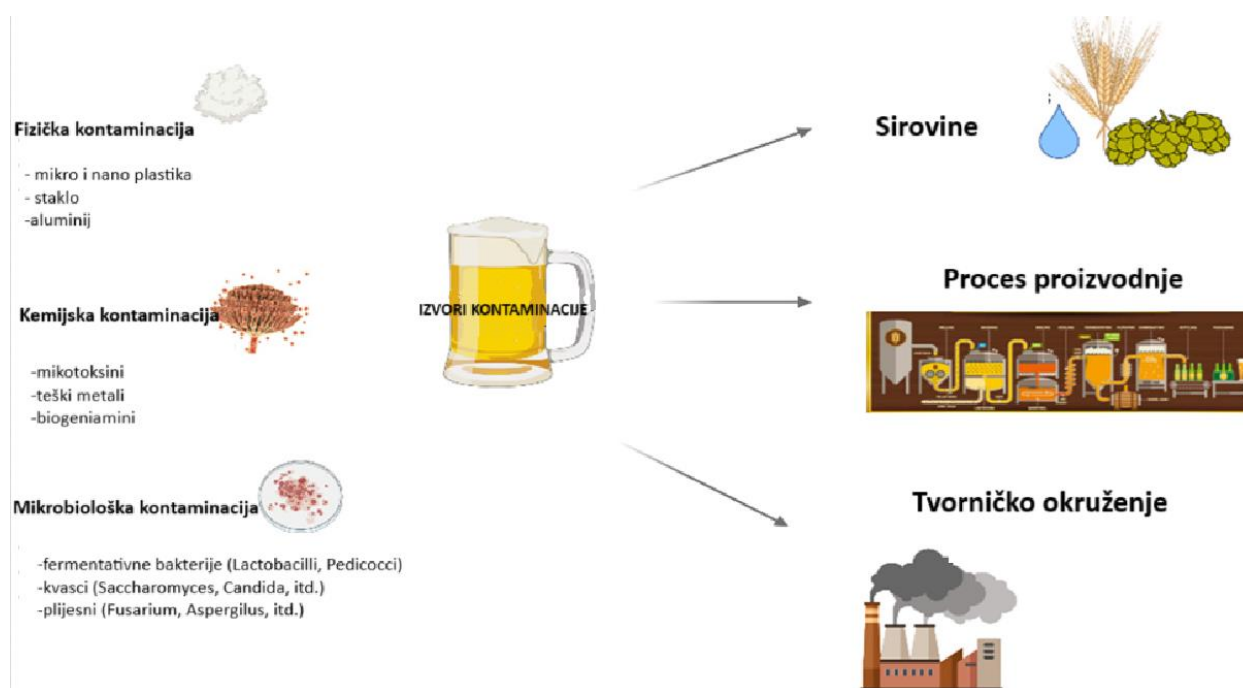 Fizička kontaminacija
- mikro i nano plastika
- staklo
-aluminij
Kemijska kontaminacija
-mikotoksini
-teški metali
-biogeniamini
Mikrobiološka kontaminacija
-fermentativne bakterije (Lactobacilli, Pedicocci)
-kvasci (Saccharomyces, Candida, itd.)
-plijesni (Fusarium, Aspergilus, itd.)
IZVORI KONTAMINACIJE
Sirovine
Proces proizvodnje
Tvorničko okruženje